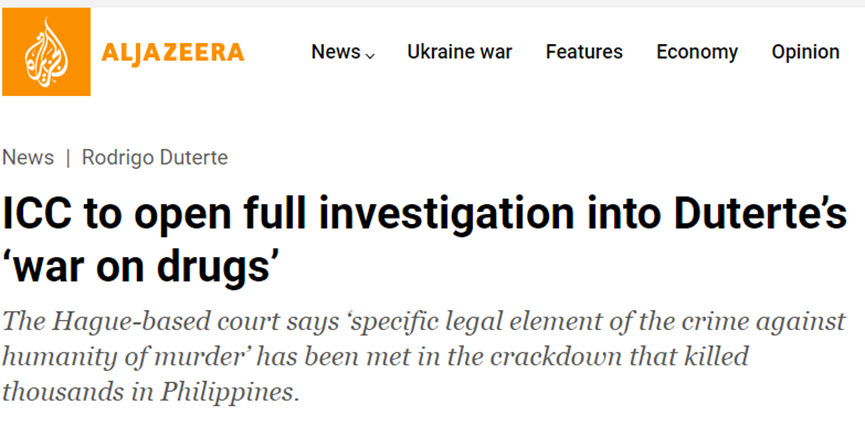 ALJAZEERA
News Ukraine war Features Economy Opinion
News | Rodrigo Duterte
ICC to open full investigation into Duterte’s
‘war on drugs’
The Hague-based court says ‘specific legal element of the crime against
humanity of murder’ has been met in the crackdown that killed
thousands in Philippines.